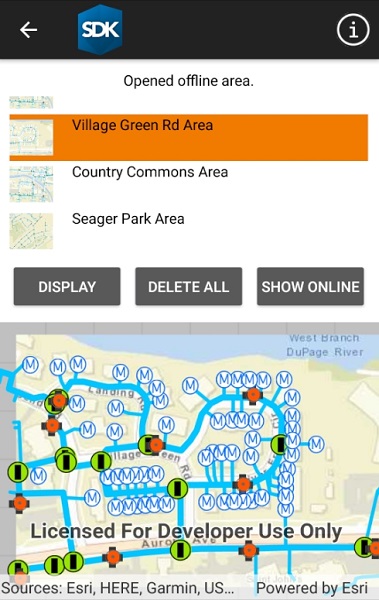 SDK
i
Opened offline area.
Village Green Rd Area
Country Commons Area
Seager Park Area
DISPLAY
DELETE ALL
SHOW ONLINE
West Branch
DuPage River
Landing Rd
Village Green Rd
Licensed For Developer Use Only
Aurora Ave
Sources: Esri, HERE, Garmin, US…
Powered by Esri